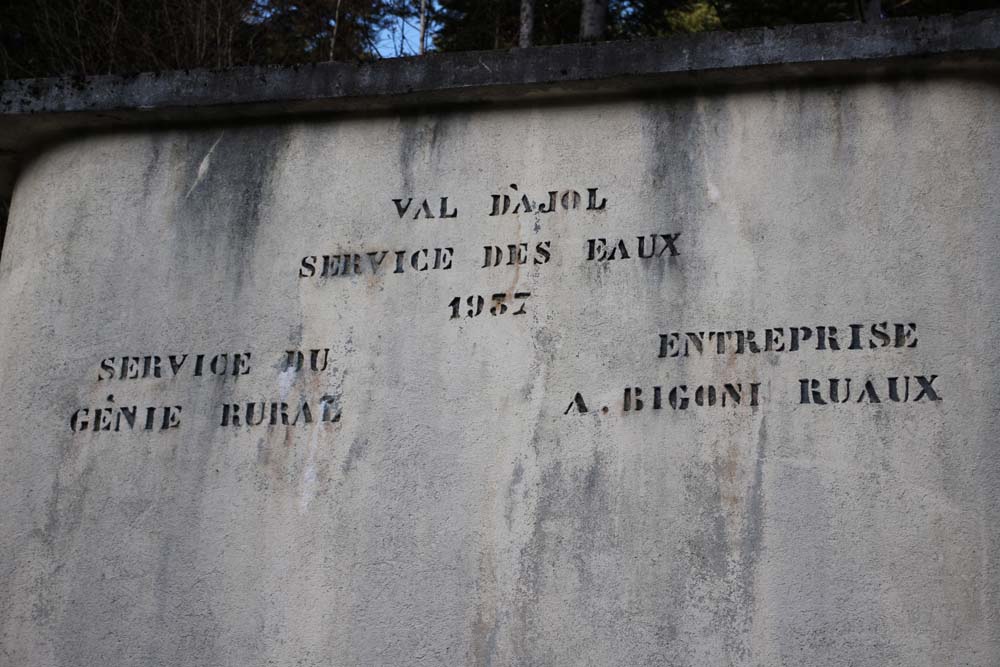 VAL D'AJOL
SERVICE DES EAUX
1937
SERVICE DU
GÉNIE RURAL
ENTREPRISE
A. BIGONI RUAUX